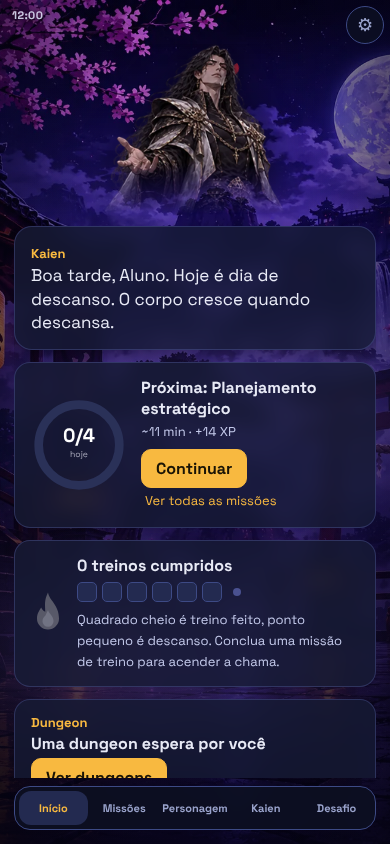 12:00
Kaien
Boa tarde, Aluno. Hoje é dia de
descanso. O corpo cresce quando
descansa.
0/4
hoje
Próxima: Planejamento
estratégico
~11 min · +14 XP
Continuar
Ver todas as missões
0 treinos cumpridos
Quadrado cheio é treino feito, ponto
pequeno é descanso. Conclua uma missão
de treino para acender a chama.
Dungeon
Uma dungeon espera por você
Ver dungeons
Início
Missões
Personagem
Kaien
Desafio